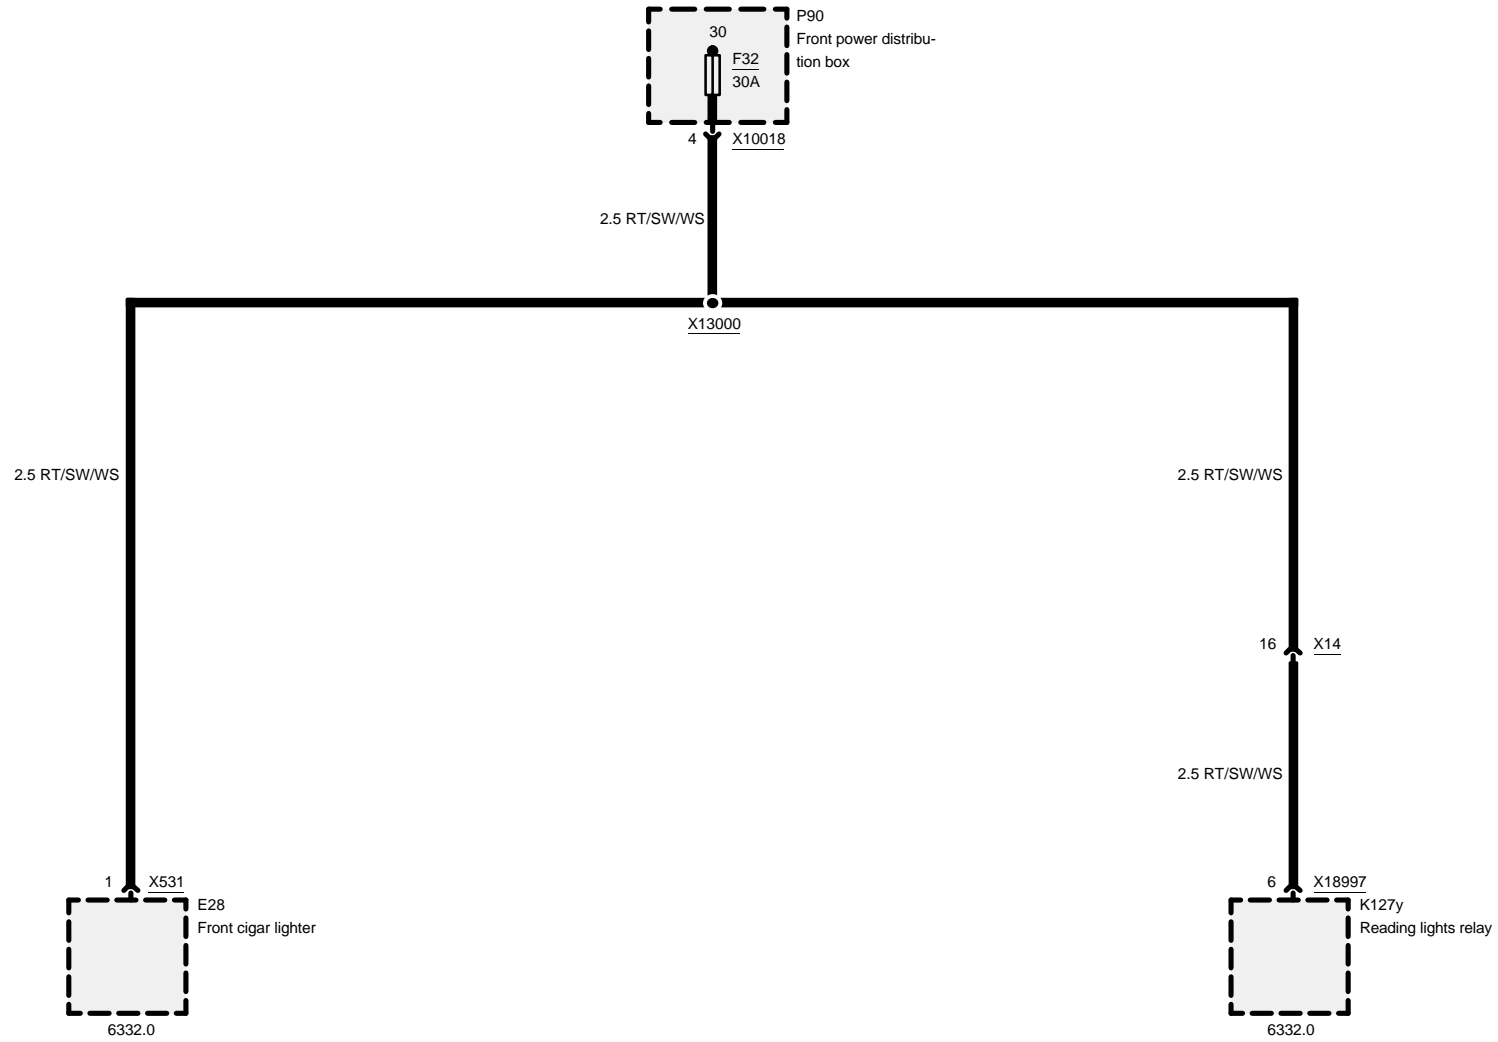 P90
30
Front power distribu-
F32
tion box
30A
4
X10018
2.5 RT/SW/WS
X13000
2.5 RT/SW/WS
2.5 RT/SW/WS
16
X14
2.5 RT/SW/WS
1
X531
6
X18997
E28
K127y
Front cigar lighter
Reading lights relay
6332.0
6332.0